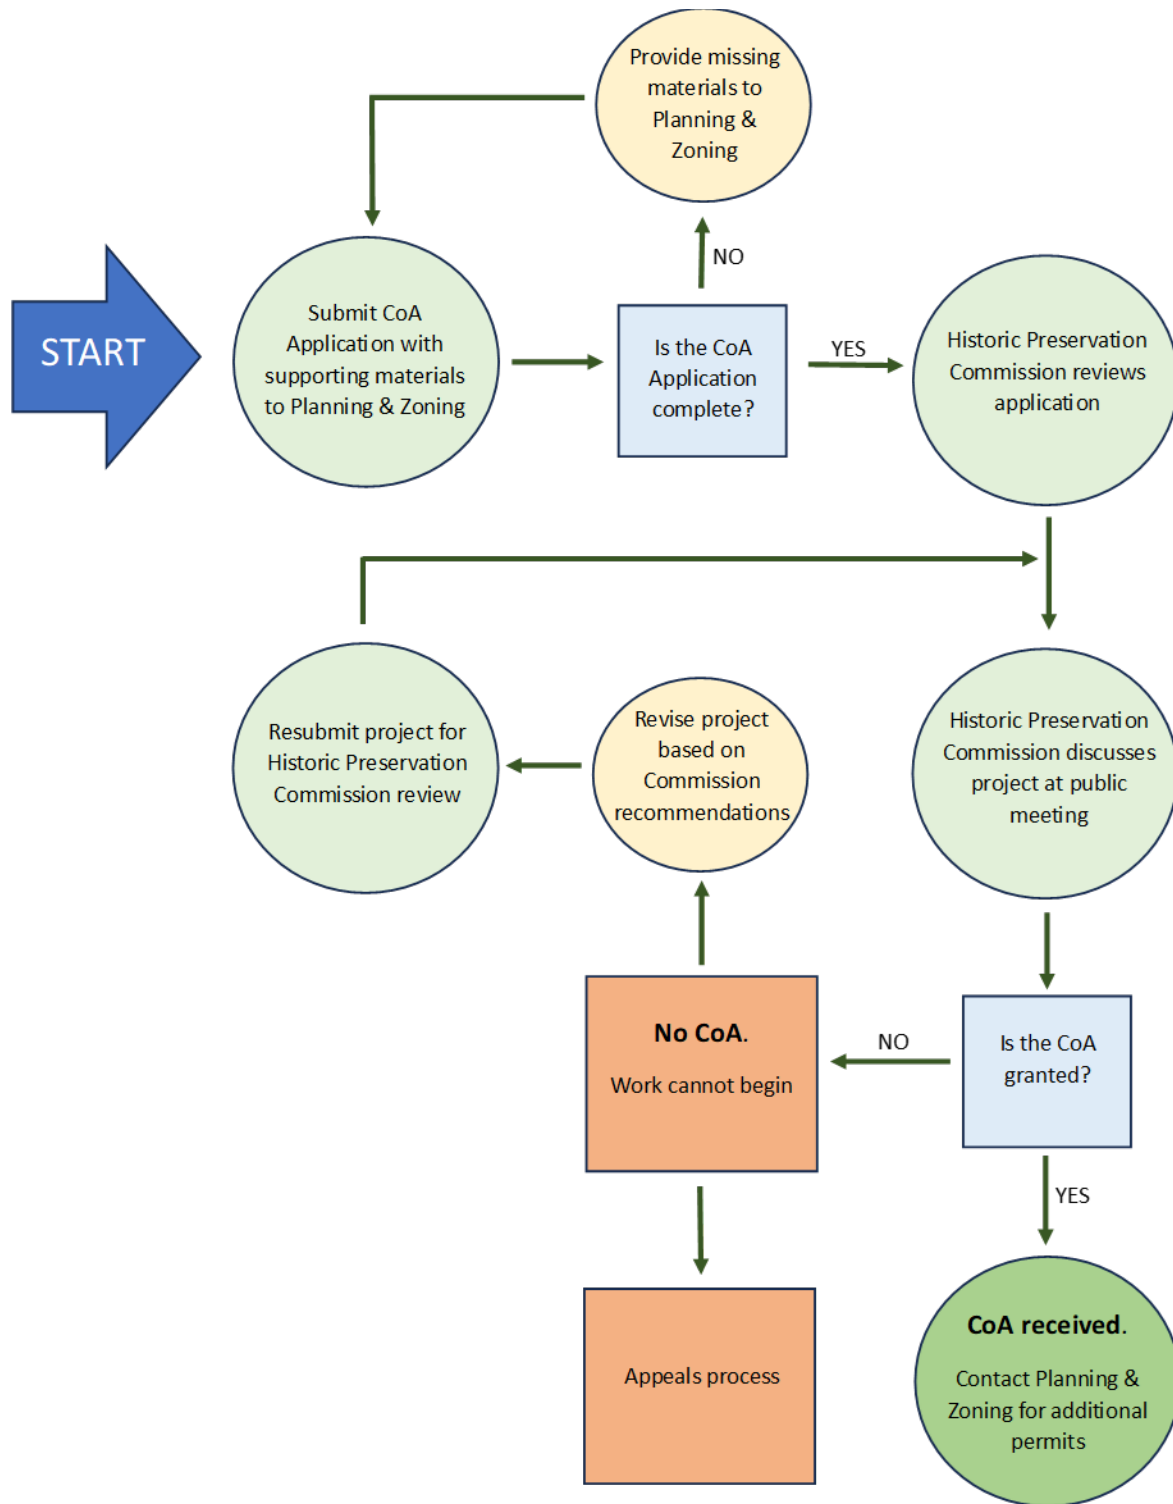 Provide missing
materials to
Planning &
Zoning
NO
START
Submit CoA
Application with
supporting materials
to Planning & Zoning
Is the CoA
Application
complete?
YES
Historic Preservation
Commission reviews
application
Resubmit project for
Historic Preservation
Commission review
Revise project
based on
Commission
recommendations
Historic Preservation
Commission discusses
project at public
meeting
No CoA.
Work cannot begin
NO
Is the CoA
granted?
YES
Appeals process
CoA received.
Contact Planning &
Zoning for additional
permits